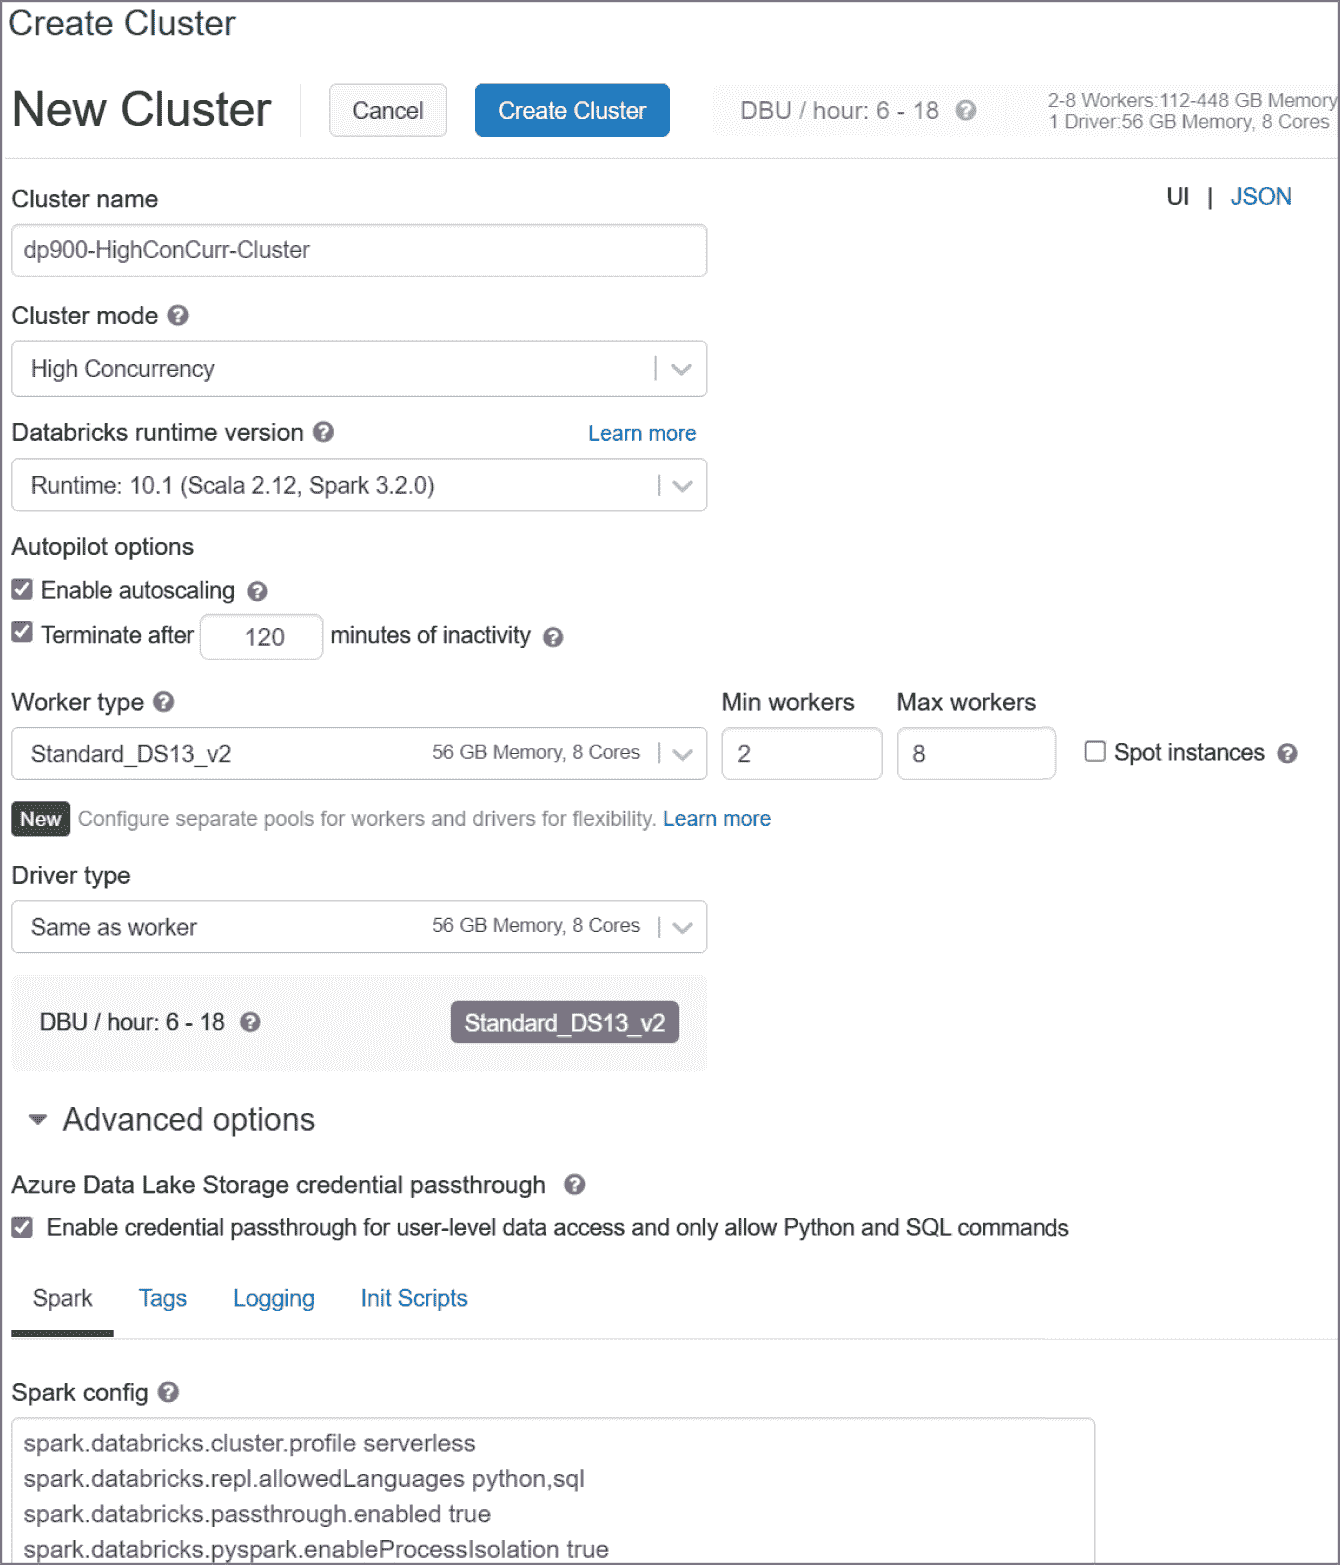 Create Cluster
New Cluster
Cancel
Create Cluster
DBU / hour: 6 - 18
2-8 Workers:112-448 GB Memory
1 Driver:56 GB Memory, 8 Cores
UI | JSON
Cluster name
dp900-HighConCurr-Cluster
Cluster mode
High Concurrency
Databricks runtime version
Learn more
Runtime: 10.1 (Scala 2.12, Spark 3.2.0)
Autopilot options
Enable autoscaling
Terminate after 120 minutes of inactivity
Worker type
Min workers
Max workers
Standard_DS13_v2
56 GB Memory, 8 Cores
2
8
Spot instances
New Configure separate pools for workers and drivers for flexibility. Learn more
Driver type
Same as worker
56 GB Memory, 8 Cores
DBU / hour: 6 - 18
Standard_DS13_v2
Advanced options
Azure Data Lake Storage credential passthrough
Enable credential passthrough for user-level data access and only allow Python and SQL commands
Spark
Tags
Logging
Init Scripts
Spark config
spark.databricks.cluster.profile serverless
spark.databricks.repl.allowedLanguages python,sql
spark.databricks.passthrough.enabled true
spark.databricks.pyspark.enableProcessIsolation true